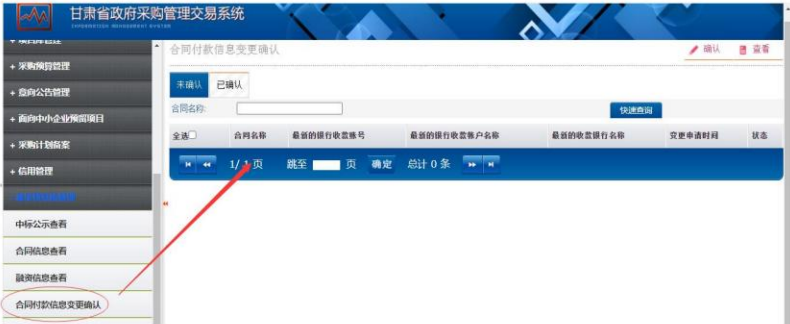 甘肃省政府采购管理交易系统
INFORMATION MANAGEMENT SYSTEM
+ 采购预算管理
+ 意向公告管理
+ 面向中小企业预留项目
+ 采购计划备案
+ 信用管理
中标公示查看
合同信息查看
融资信息查看
合同付款信息变更确认
合同付款信息变更确认
确认 查看
未确认 已确认
合同名称: 快速查询
全选 合同名称 最新的银行收款账号 最新的银行收款账户名称 最新的收款银行名称 变更申请时间 状态
1/ 1 页 跳至 页 确定 总计 0 条